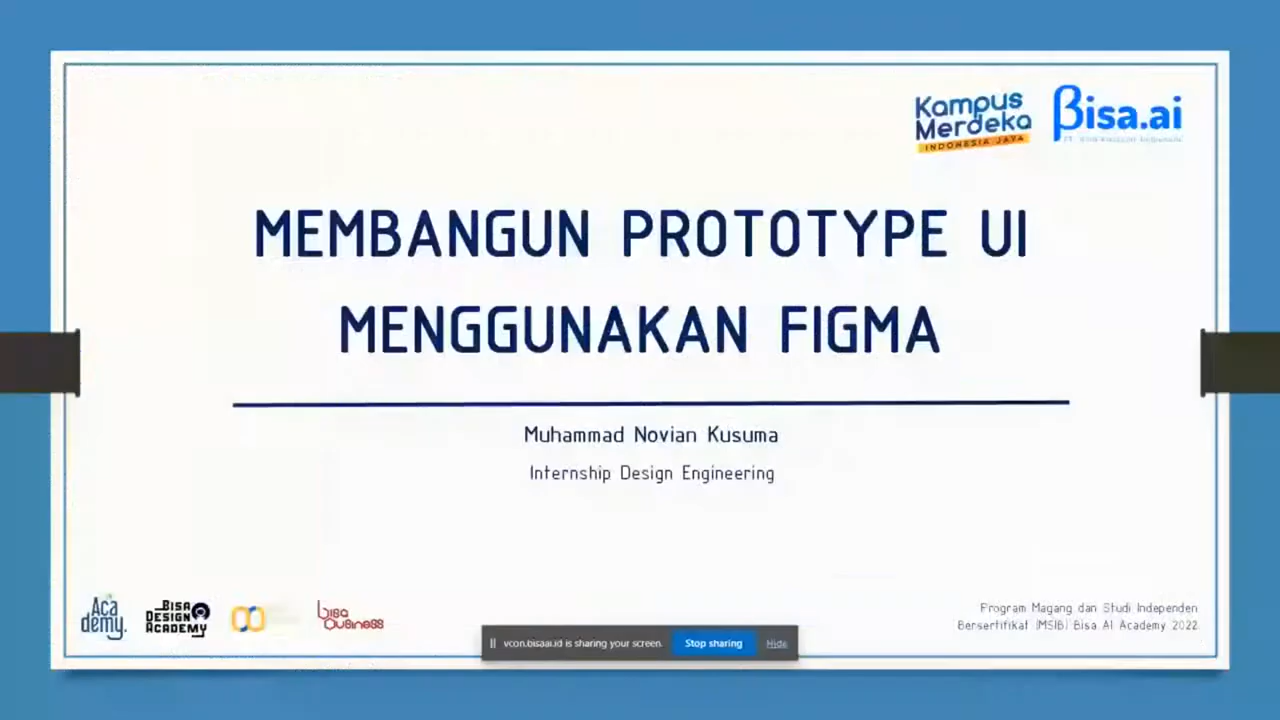 Kampus
Merdeka
INDONESIA JAYA
Bisa.ai
MEMBANGUN PROTOTYPE UI
MENGGUNAKAN FIGMA
Muhammad Novian Kusuma
Internship Design Engineering
Aca
demy.
BISA
DESIGN
ACADEMY
bisa
business
Program Magang dan Studi Independen
Bersertifikat (MSIB) Bisa AI Academy 2022
vcon.bisaai.id is sharing your screen.
Stop sharing
Hide